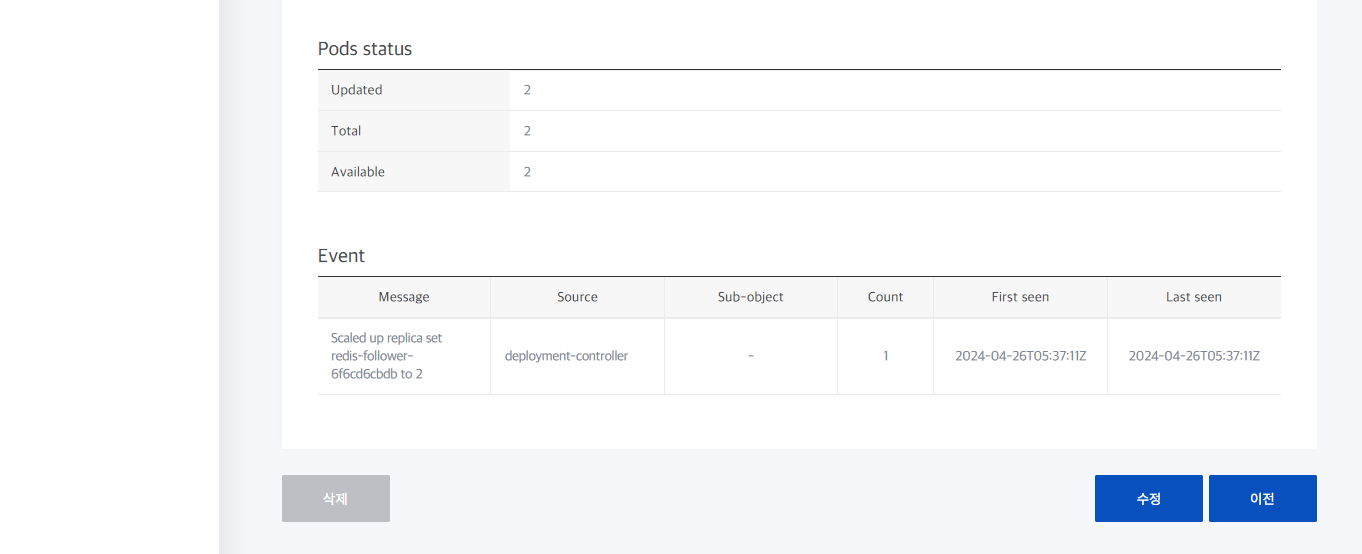 Pods status
Updated 2
Total 2
Available 2
Event
Message Source Sub-object Count First seen Last seen
Scaled up replica set
redis-follower- deployment-controller - 1 2024-04-26T05:37:11Z 2024-04-26T05:37:11Z
6f6cd6cbdb to 2
삭제 수정 이전